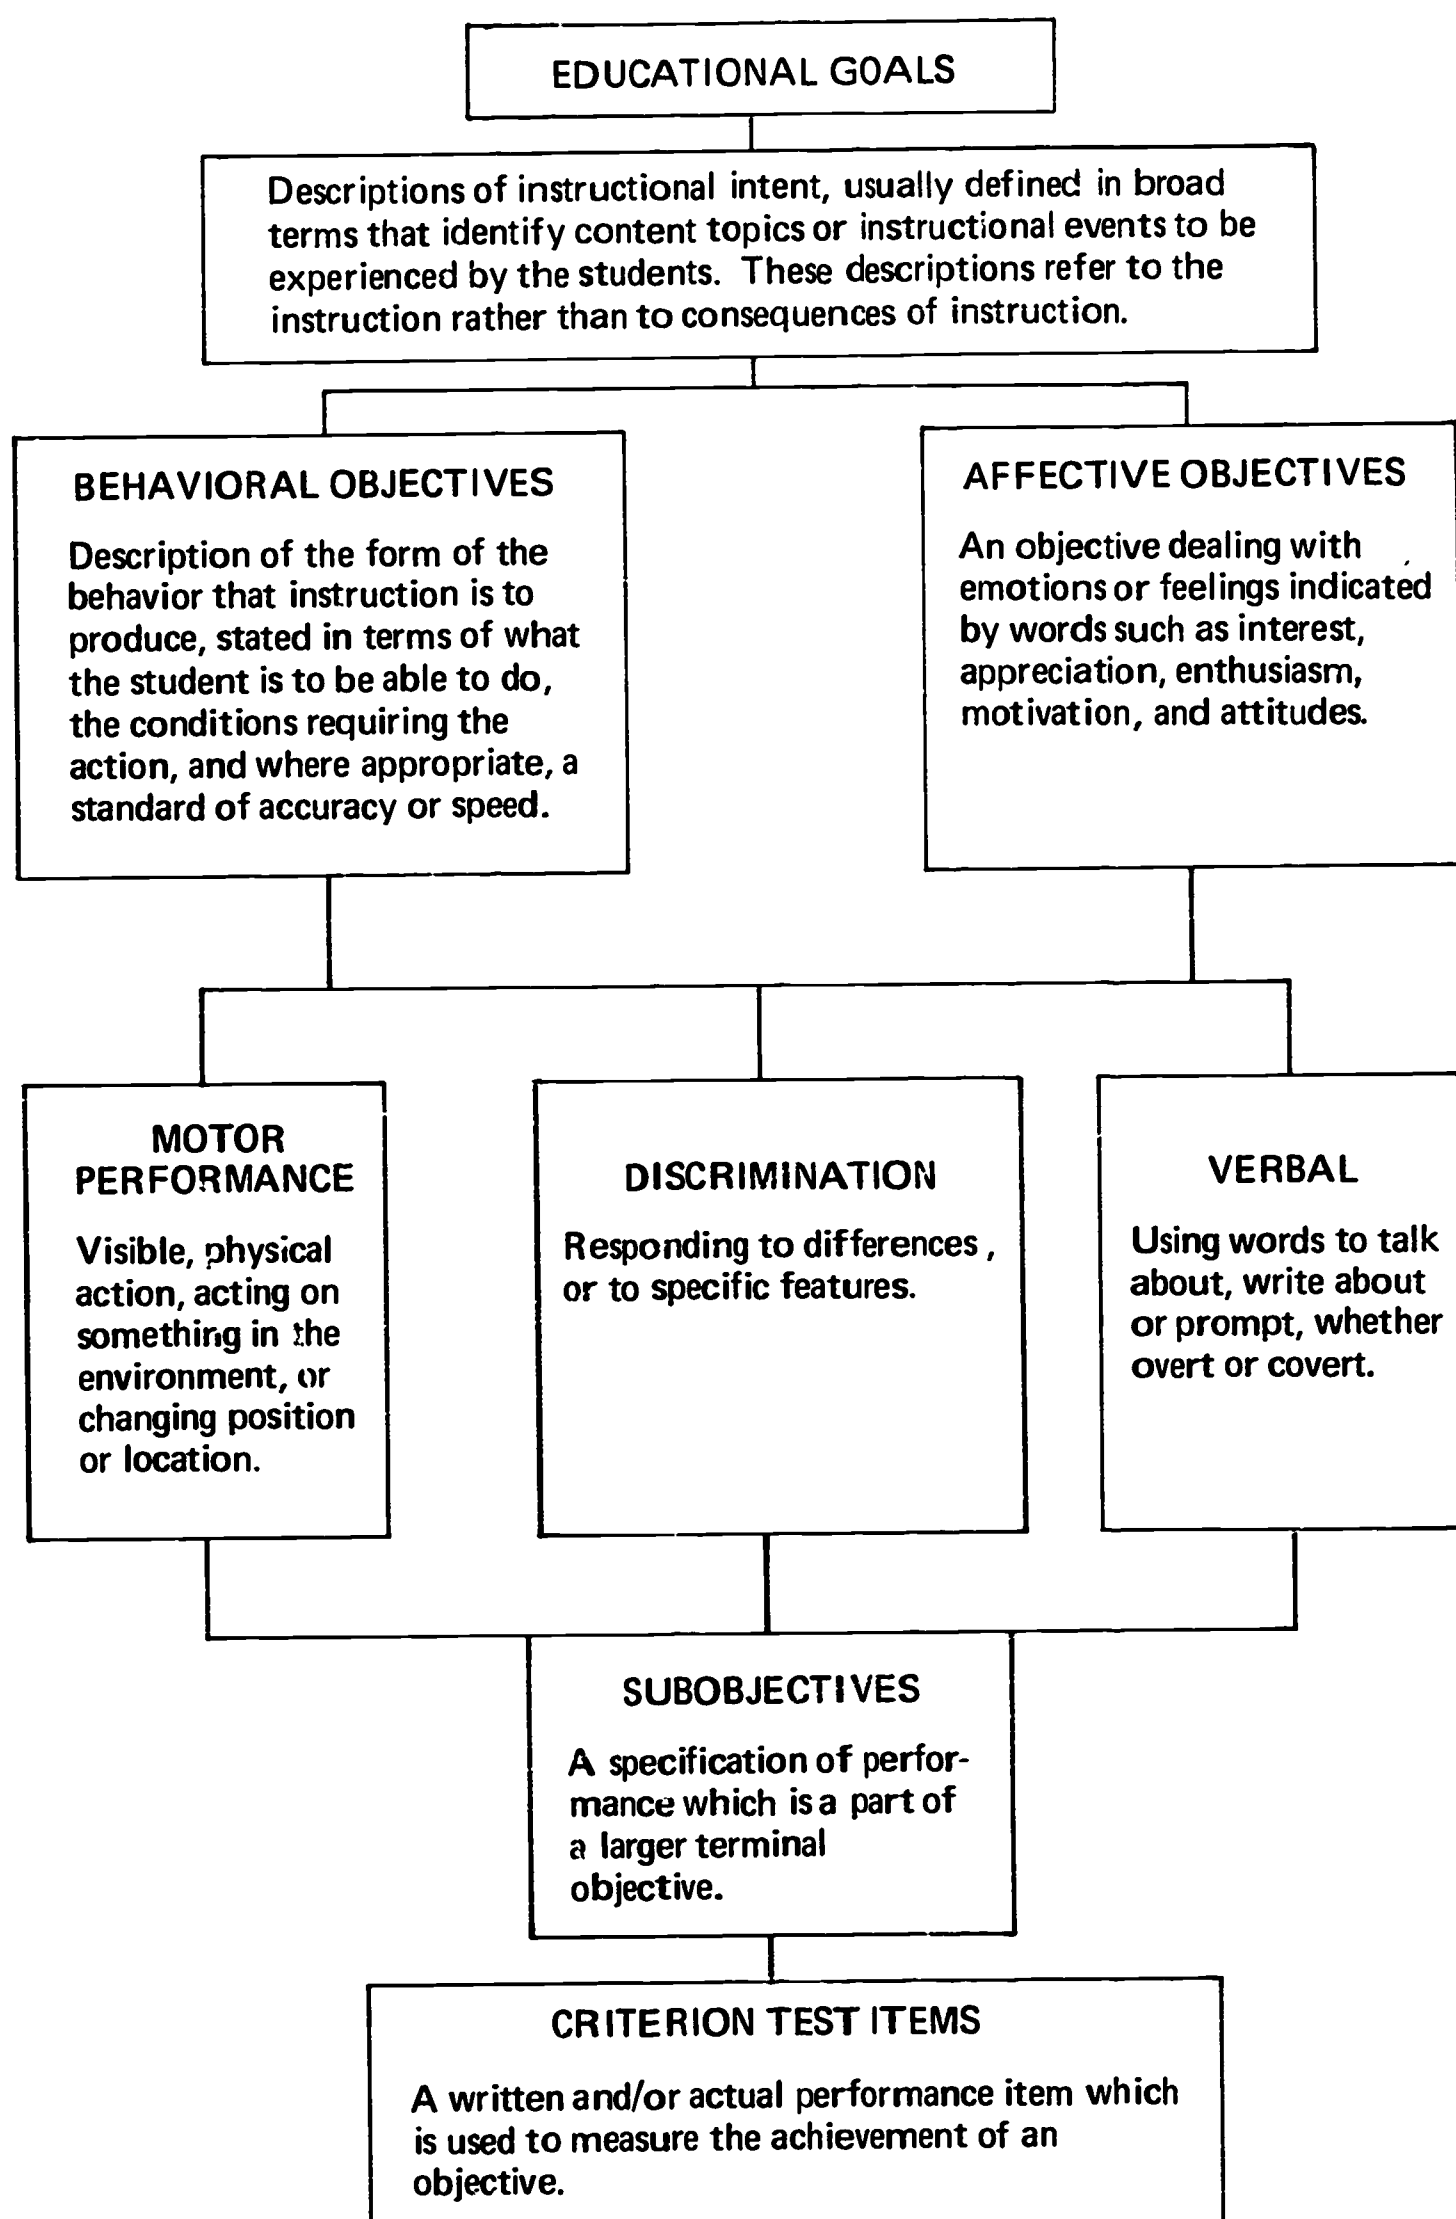 EDUCATIONAL GOALS
Descriptions of instructional intent, usually defined in broad
terms that identify content topics or instructional events to be
experienced by the students. These descriptions refer to the
instruction rather than to consequences of instruction.
BEHAVIORAL OBJECTIVES
Description of the form of the
behavior that instruction is to
produce, stated in terms of what
the student is to be able to do,
the conditions requiring the
action, and where appropriate, a
standard of accuracy or speed.
AFFECTIVE OBJECTIVES
An objective dealing with
emotions or feelings indicated
by words such as interest,
appreciation, enthusiasm,
motivation, and attitudes.
MOTOR
PERFORMANCE
Visible, physical
action, acting on
something in the
environment, or
changing position
or location.
DISCRIMINATION
Responding to differences,
or to specific features.
VERBAL
Using words to talk
about, write about
or prompt, whether
overt or covert.
SUBOBJECTIVES
A specification of perfor-
mance which is a part of
a larger terminal
objective.
CRITERION TEST ITEMS
A written and/or actual performance item which
is used to measure the achievement of an
objective.